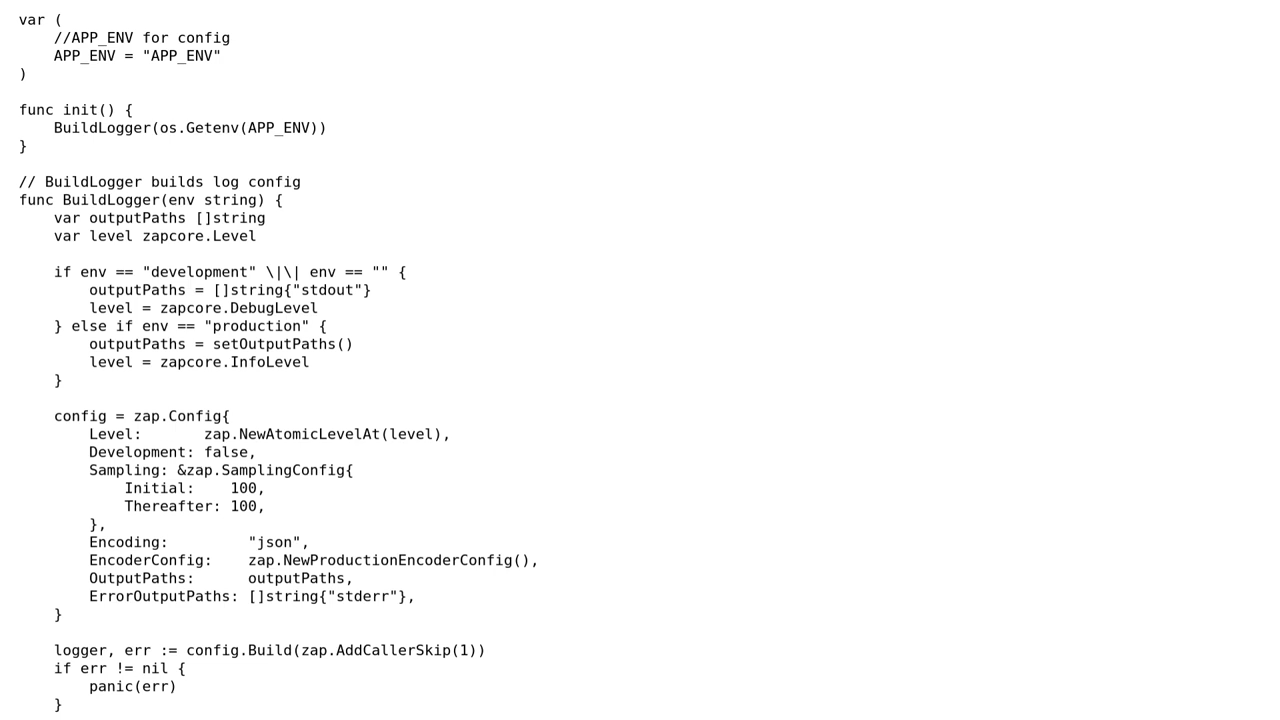 var (
    //APP_ENV for config
    APP_ENV = "APP_ENV"
)

func init() {
    BuildLogger(os.Getenv(APP_ENV))
}

// BuildLogger builds log config
func BuildLogger(env string) {
    var outputPaths []string
    var level zapcore.Level

    if env == "development" \|\| env == "" {
        outputPaths = []string{"stdout"}
        level = zapcore.DebugLevel
    } else if env == "production" {
        outputPaths = setOutputPaths()
        level = zapcore.InfoLevel
    }

    config = zap.Config{
        Level:       zap.NewAtomicLevelAt(level),
        Development: false,
        Sampling: &zap.SamplingConfig{
            Initial:    100,
            Thereafter: 100,
        },
        Encoding:         "json",
        EncoderConfig:    zap.NewProductionEncoderConfig(),
        OutputPaths:      outputPaths,
        ErrorOutputPaths: []string{"stderr"},
    }

    logger, err := config.Build(zap.AddCallerSkip(1))
    if err != nil {
        panic(err)
    }